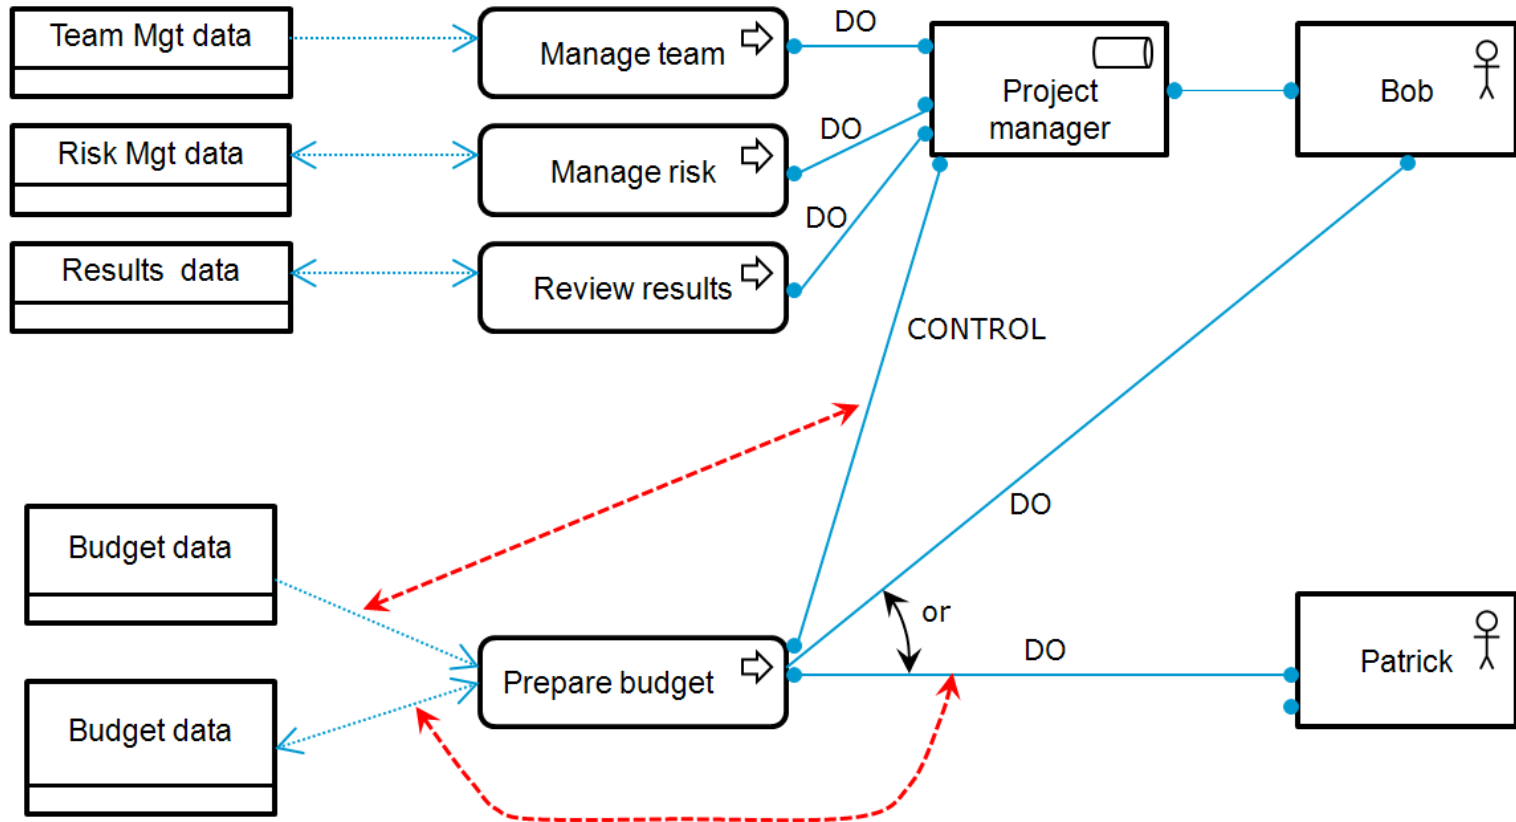 Team Mgt data
Manage team
DO
Project
manager
Bob
Risk Mgt data
Manage risk
DO
Results  data
Review results
DO
CONTROL
Budget data
DO
or
Budget data
Prepare budget
DO
Patrick